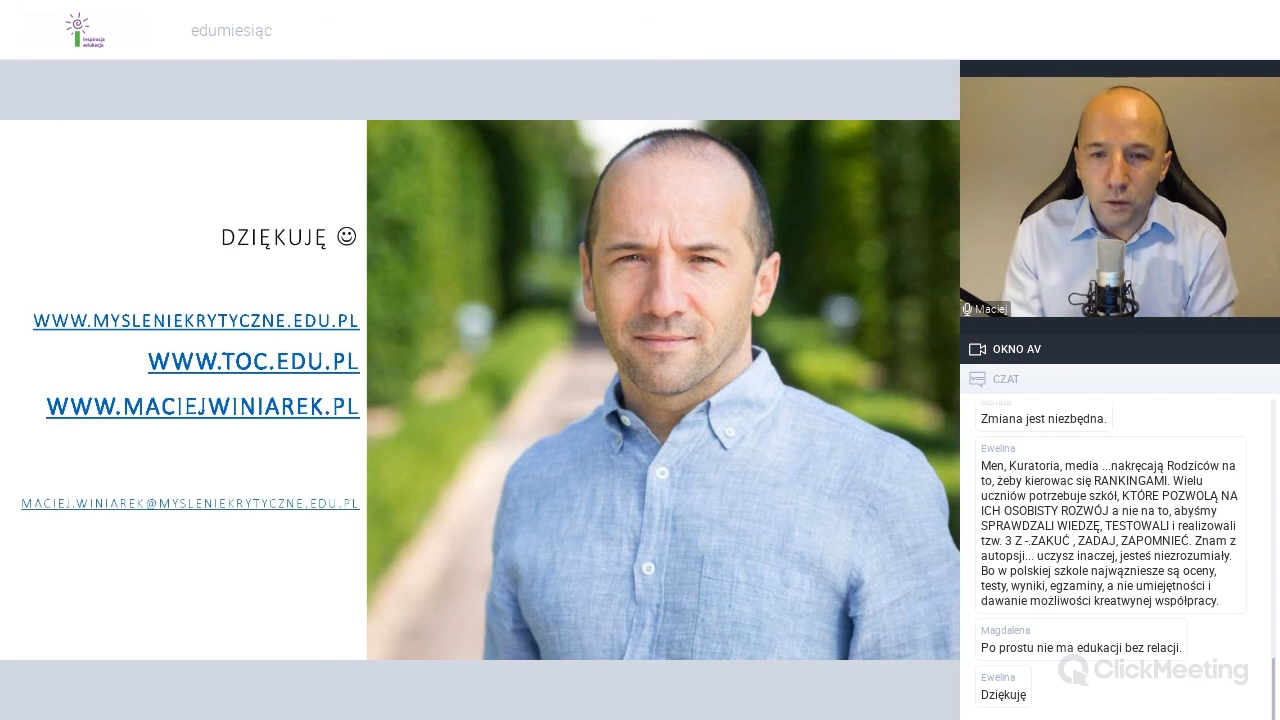 inspiracja
edukacja
edumiesiąc
DZIĘKUJĘ ☺
WWW.MYSLENIEKRYTYCZNE.EDU.PL
WWW.TOC.EDU.PL
WWW.MACIEJWINIAREK.PL
MACIEJ.WINIAREK@MYSLENIEKRYTYCZNE.EDU.PL
Maciej
OKNO AV
CZAT
Zmiana jest niezbędna.
Ewelina
Men, Kuratoria, media ...nakręcają Rodziców na
to, żeby kierowac się RANKINGAMI. Wielu
uczniów potrzebuje szkół, KTÓRE POZWOLĄ NA
ICH OSOBISTY ROZWÓJ a nie na to, abyśmy
SPRAWDZALI WIEDZĘ, TESTOWALI i realizowali
tzw. 3 Z -.ZAKUĆ , ZADAJ, ZAPOMNIEĆ. Znam z
autopsji... uczysz inaczej, jesteś niezrozumiały.
Bo w polskiej szkole najwązniesze są oceny,
testy, wyniki, egzaminy, a nie umiejętności i
dawanie możliwości kreatwynej współpracy.
Magdalena
Po prostu nie ma edukacji bez relacji.
ClickMeeting
Ewelina
Dziękuję